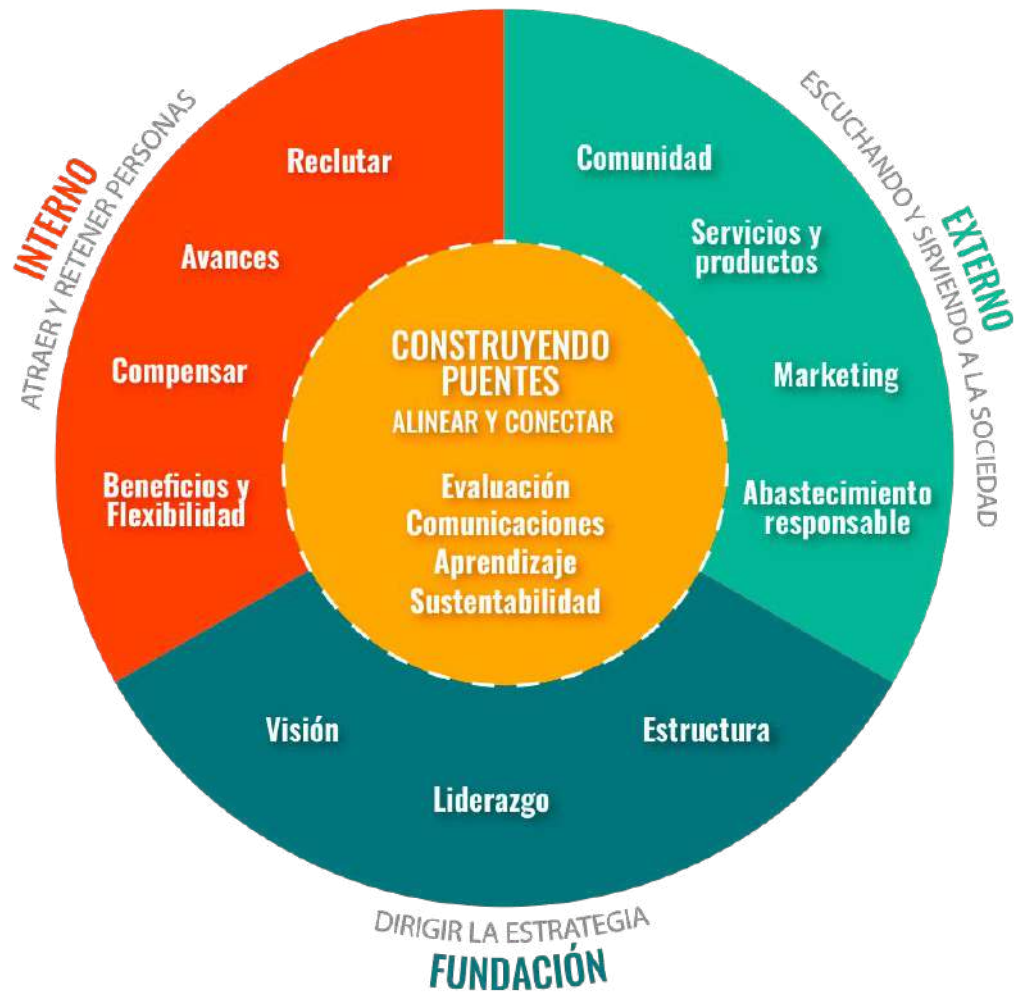 INTERNO
ATRAER Y RETENER PERSONAS
Reclutar
Avances
Compensar
Beneficios y
Flexibilidad
EXTERNO
ESCUCHANDO Y SIRVIENDO A LA SOCIEDAD
Comunidad
Servicios y
productos
Marketing
Abastecimiento
responsable
CONSTRUYENDO
PUENTES
ALINEAR Y CONECTAR
Evaluación
Comunicaciones
Aprendizaje
Sustentabilidad
Visión
Liderazgo
Estructura
DIRIGIR LA ESTRATEGIA
FUNDACIÓN